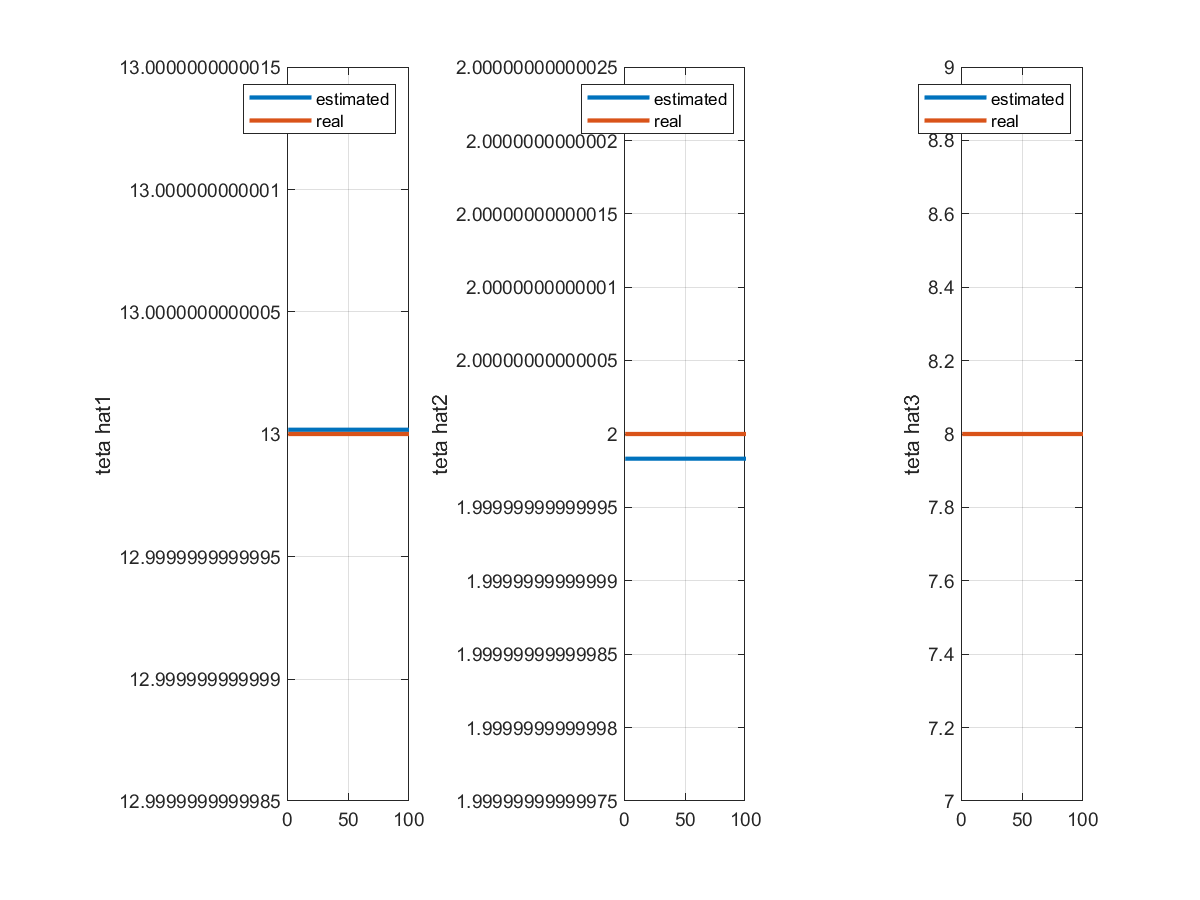 teta hat1
13.0000000000015
13.000000000001
13.0000000000005
13
12.9999999999995
12.999999999999
12.9999999999985
0 50 100
estimated
real
teta hat2
2.00000000000025
2.0000000000002
2.00000000000015
2.0000000000001
2.00000000000005
2
1.99999999999995
1.9999999999999
1.99999999999985
1.9999999999998
1.99999999999975
0 50 100
estimated
real
teta hat3
9
8.8
8.6
8.4
8.2
8
7.8
7.6
7.4
7.2
7
0 50 100
estimated
real